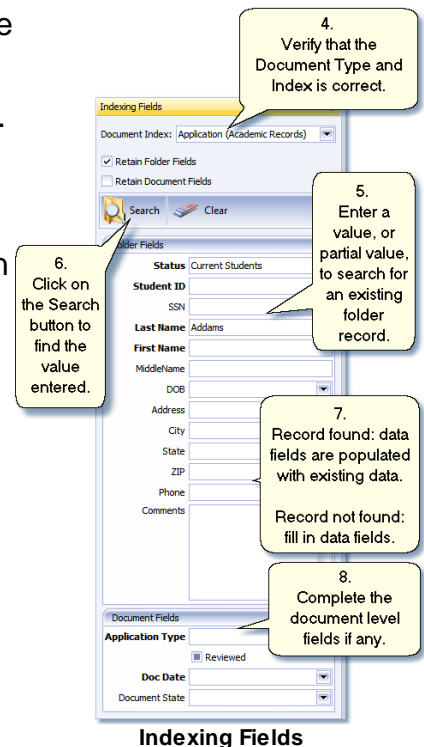 e
.
n
4.
Verify that the
Document Type and
Index is correct.
Indexing Fields
Document Index: Application (Academic Records)
Retain Folder Fields
Retain Document Fields
Search Clear
5.
Enter a
value, or
partial value,
to search for
an existing
folder
record.
6.
Click on
the Search
button to
find the
value
entered.
older Fields
Status Current Students
Student ID
SSN
Last Name Addams
First Name
MiddleName
DOB
Address
City
State
ZIP
Phone
Comments
7.
Record found: data
fields are populated
with existing data.
Record not found:
fill in data fields.
8.
Complete the
document level
fields if any.
Document Fields
Application Type
Reviewed
Doc Date
Document State
Indexing Fields